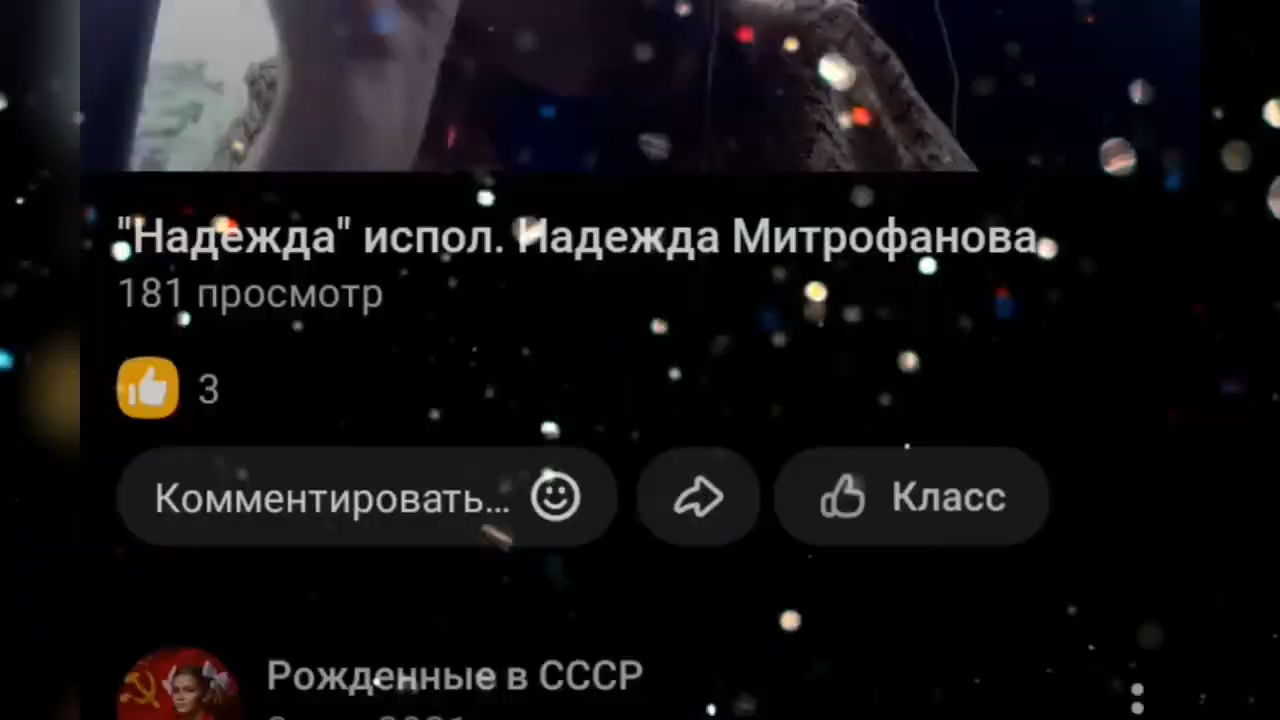 "Надежда" испол. Надежда Митрофанова
181 просмотр
3
Комментировать...
Класс
Рожденные в СССР